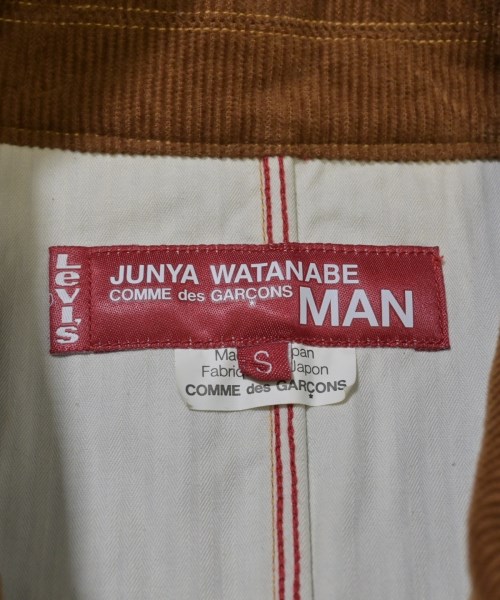 Levi's
JUNYA WATANABE
COMME des GARÇONS MAN
S
Ma pan
Fabriq Japon
COMME des GARÇONS